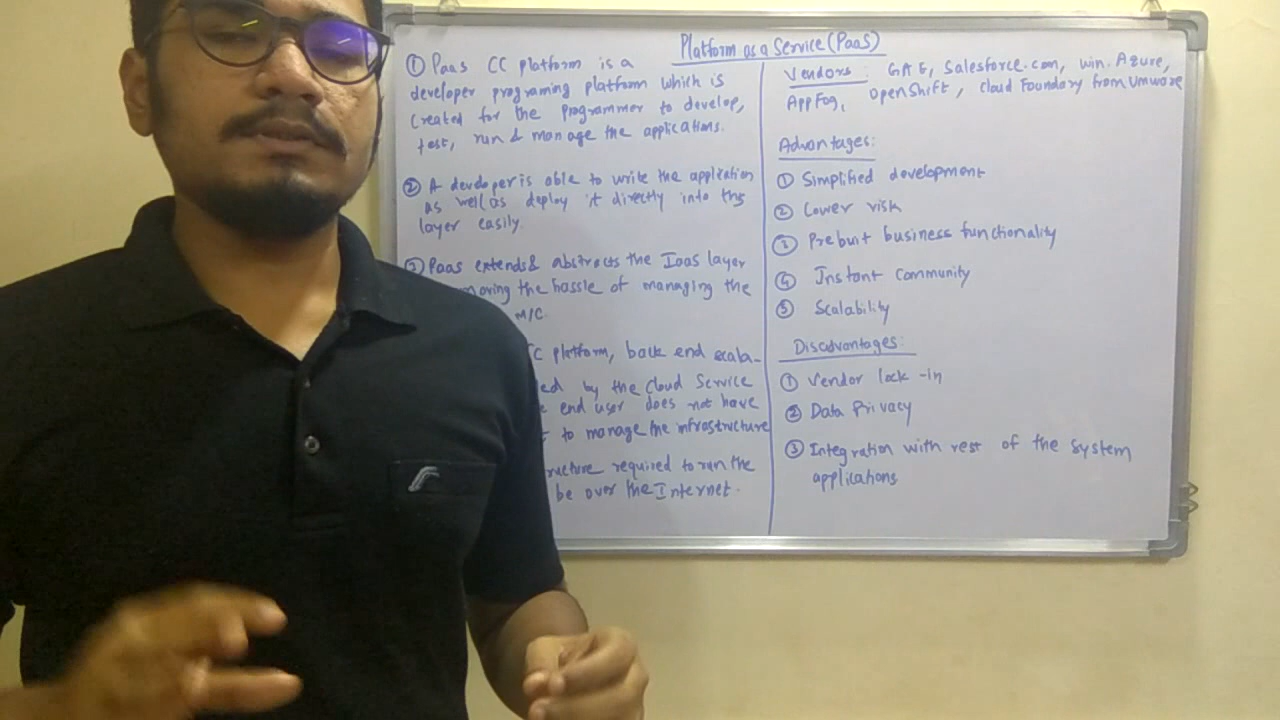 Platform as a Service (PaaS)
① Paas CC platform is a
developer programing platform which is
created for the programmer to develop,
test, run & manage the applications.
② A developer is able to write the application
as well as deploy it directly into this
layer easily.
③ Paas extends & abstracts the Iaas layer
moving the hassle of managing the
M/C.
C platform, back end scala-
led by the cloud Service
end user does not have
to manage the infrastructure
ructure required to run the
be over the Internet.
Vendors: GAE, Salesforce.com, win. Azure,
AppFog, OpenShift, Cloud Foundary from Vmware
Advantages:
① Simplified development
② Lower risk
③ Prebuit business functionality
④ Instant community
⑤ Scalability
Disadvantages:
① Vendor lock-in
② Data Privacy
③ Integration with rest of the system
applications